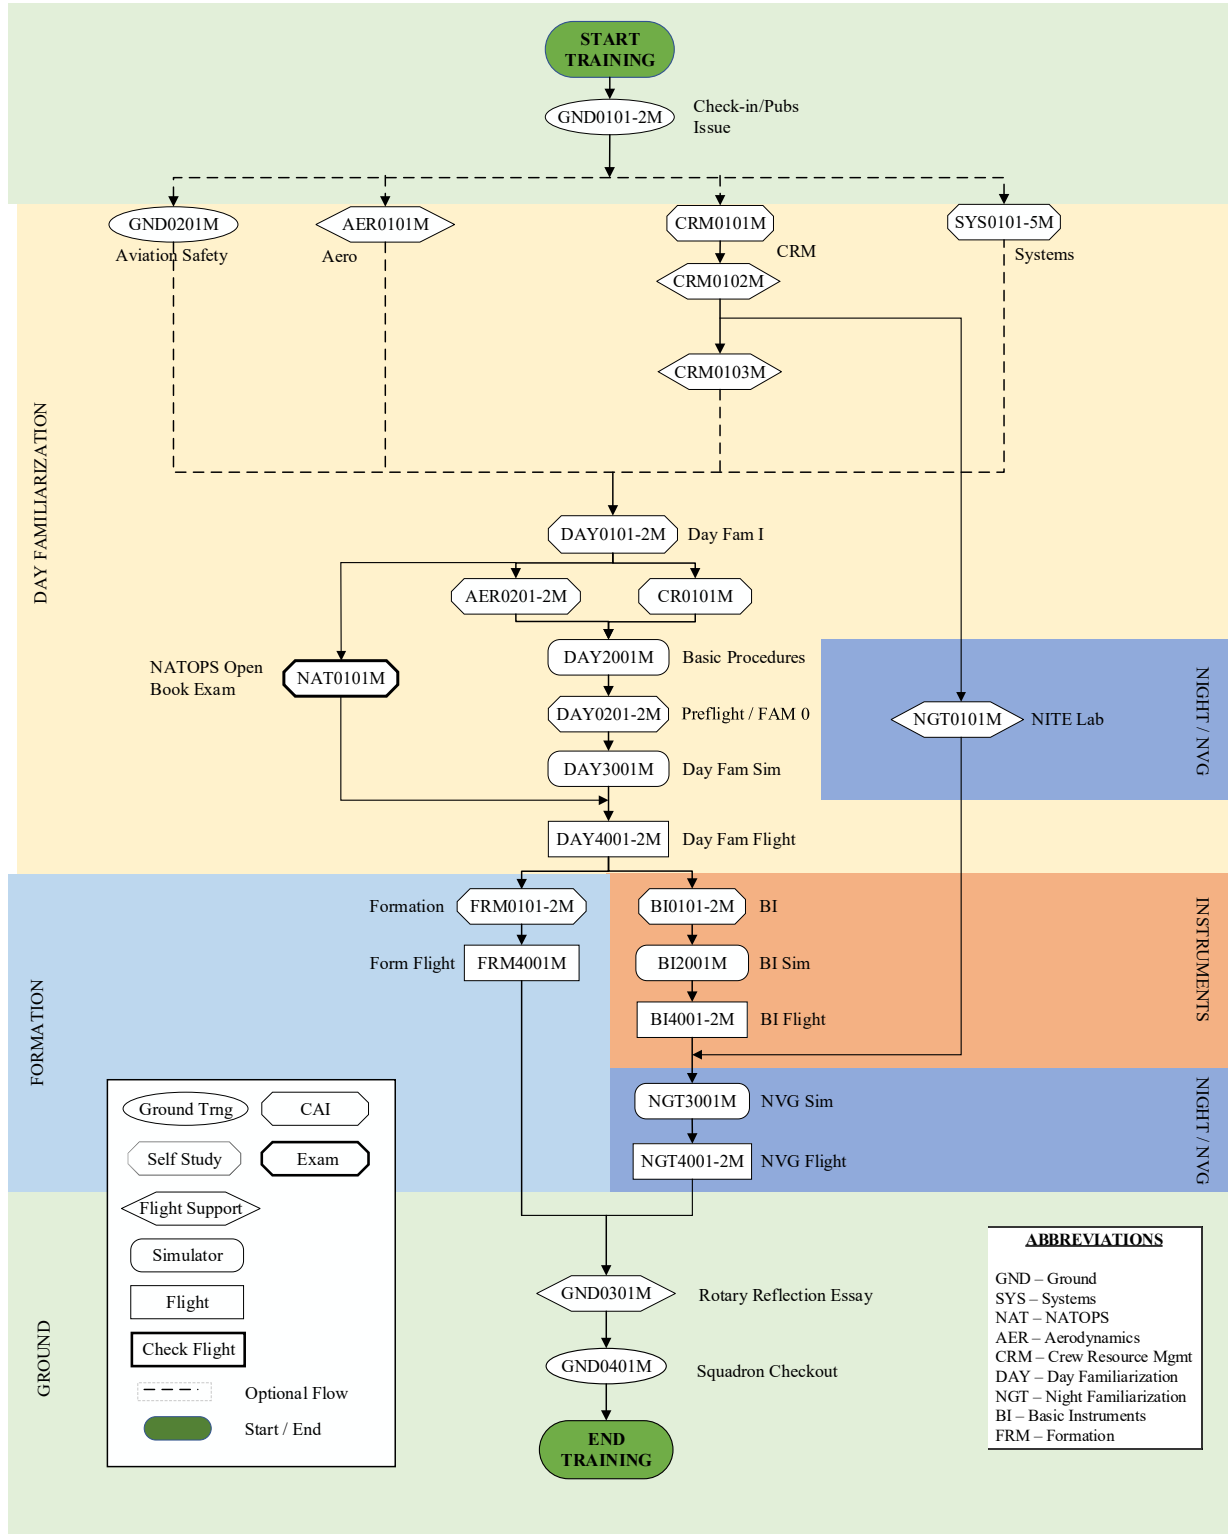 START
TRAINING
GND0101-2M
Check-in/Pubs
Issue
GND0201M
Aviation Safety
AER0101M
Aero
CRM0101M
CRM
SYS0101-5M
Systems
CRM0102M
CRM0103M
DAY FAMILIARIZATION
DAY0101-2M
Day Fam I
AER0201-2M
CR0101M
NATOPS Open
Book Exam
NAT0101M
DAY2001M
Basic Procedures
DAY0201-2M
Preflight / FAM 0
DAY3001M
Day Fam Sim
NGT0101M
NITE Lab
NIGHT / NVG
DAY4001-2M
Day Fam Flight
FORMATION
Formation
FRM0101-2M
Form Flight
FRM4001M
BI0101-2M
BI
BI2001M
BI Sim
BI4001-2M
BI Flight
INSTRUMENTS
NGT3001M
NVG Sim
NGT4001-2M
NVG Flight
NIGHT / NVG
GROUND
GND0301M
Rotary Reflection Essay
GND0401M
Squadron Checkout
END
TRAINING
Ground Trng
CAI
Self Study
Exam
Flight Support
Simulator
Flight
Check Flight
Optional Flow
Start / End
ABBREVIATIONS
GND – Ground
SYS – Systems
NAT – NATOPS
AER – Aerodynamics
CRM – Crew Resource Mgmt
DAY – Day Familiarization
NGT – Night Familiarization
BI – Basic Instruments
FRM – Formation